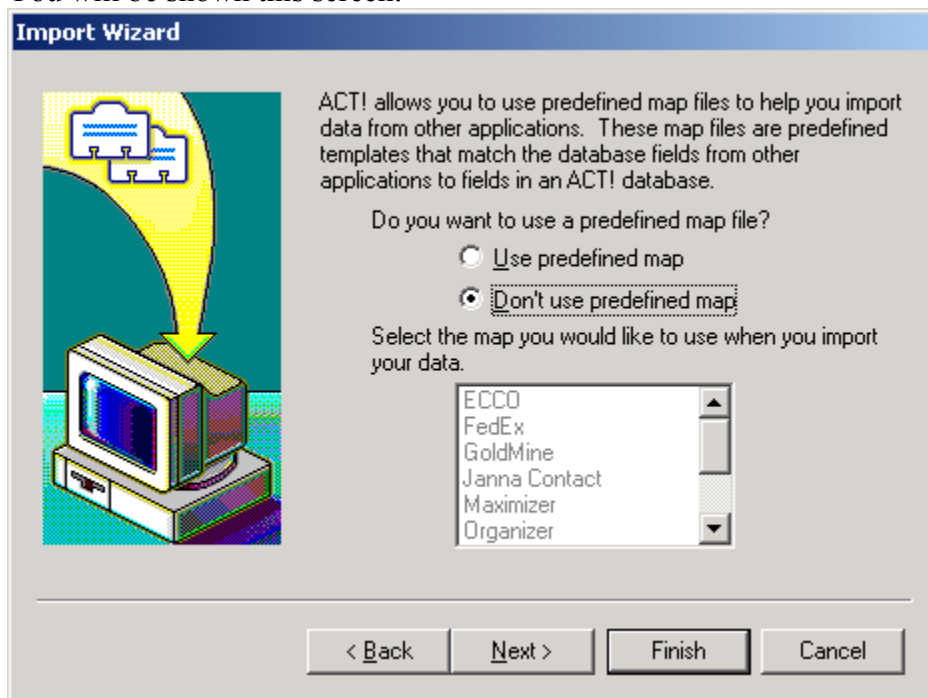 You will be shown this screen:
Import Wizard
ACT! allows you to use predefined map files to help you import
data from other applications. These map files are predefined
templates that match the database fields from other
applications to fields in an ACT! database.
Do you want to use a predefined map file?
Use predefined map
Don't use predefined map
Select the map you would like to use when you import
your data.
ECCO
FedEx
GoldMine
Janna Contact
Maximizer
Organizer
< Back Next > Finish Cancel